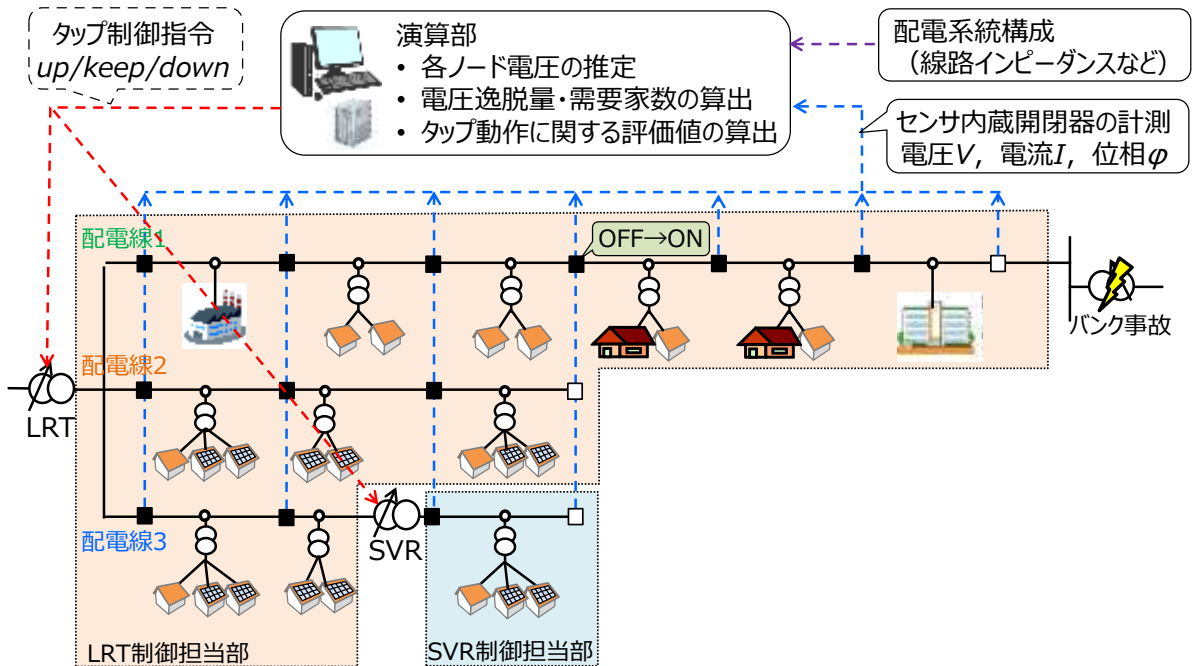 タップ制御指令
up/keep/down
演算部
• 各ノード電圧の推定
• 電圧逸脱量・需要家数の算出
• タップ動作に関する評価値の算出
配電系統構成
（線路インピーダンスなど）
センサ内蔵開閉器の計測
電圧V，電流I，位相φ
配電線1
OFF→ON
バンク事故
配電線2
LRT
配電線3
SVR
LRT制御担当部
SVR制御担当部